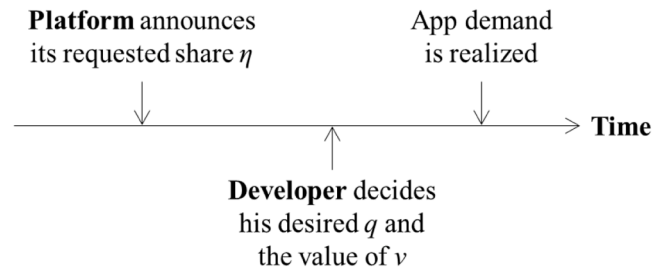 Platform announces
its requested share η
App demand
is realized
Time
Developer decides
his desired q and
the value of v